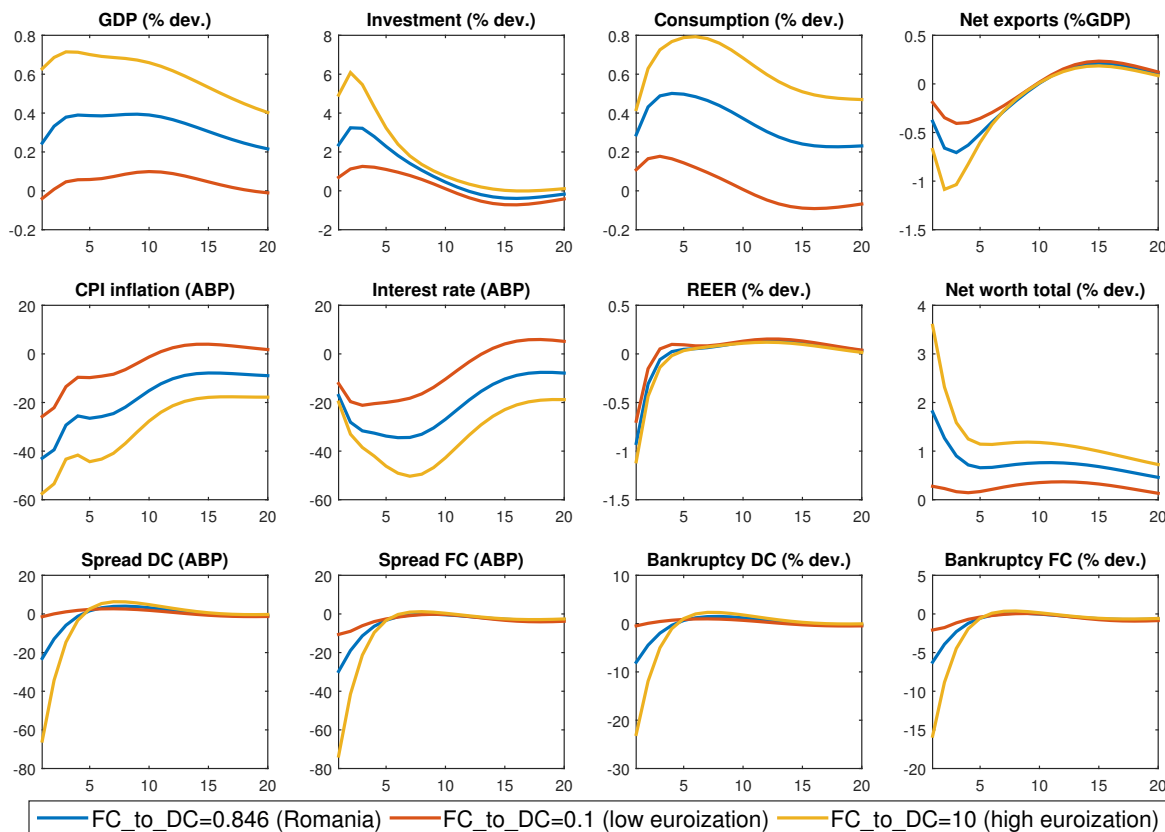 GDP (% dev.) Investment (% dev.) Consumption (% dev.) Net exports (%GDP)
0.8 8 0.8 0.5
0.6 6 0.6
0.4 4 0.4 0
0.2 2 0.2 -0.5
0 0 0 -1
-0.2 -2 -0.2 -1.5
5 10 15 20 5 10 15 20 5 10 15 20 5 10 15 20
CPI inflation (ABP) Interest rate (ABP) REER (% dev.) Net worth total (% dev.)
20 20 0.5 4
0 0 0 3
-20 -20 -0.5 2
-40 -40 -1 1
-60 -60 -1.5 0
5 10 15 20 5 10 15 20 5 10 15 20 5 10 15 20
Spread DC (ABP) Spread FC (ABP) Bankruptcy DC (% dev.) Bankruptcy FC (% dev.)
20 20 10 5
0 0 0 0
-20 -20 -10 -5
-40 -40 -10
-60 -60 -20 -15
-80 -80 -30 -20
5 10 15 20 5 10 15 20 5 10 15 20 5 10 15 20
FC_to_DC=0.846 (Romania) FC_to_DC=0.1 (low euroization) FC_to_DC=10 (high euroization)